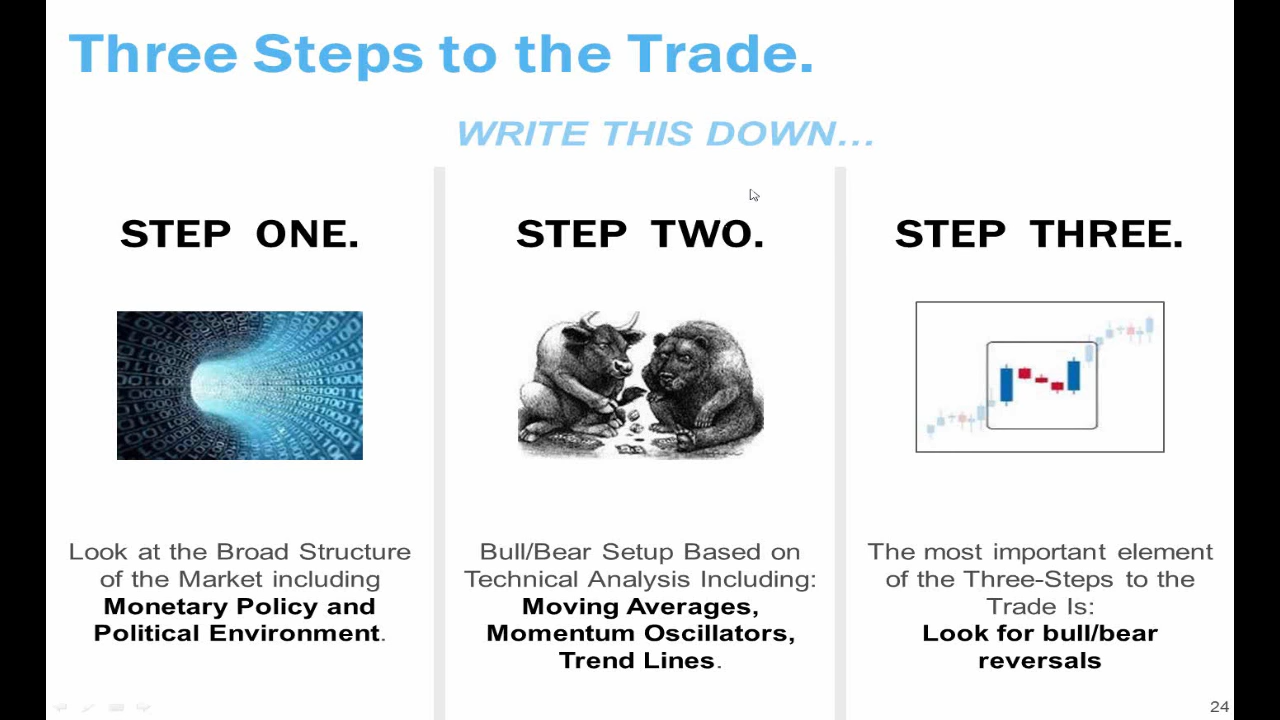 Three Steps to the Trade.
WRITE THIS DOWN...
STEP ONE.
Look at the Broad Structure
of the Market including
Monetary Policy and
Political Environment.
STEP TWO.
Bull/Bear Setup Based on
Technical Analysis Including:
Moving Averages,
Momentum Oscillators,
Trend Lines.
STEP THREE.
The most important element
of the Three-Steps to the
Trade Is:
Look for bull/bear
reversals
24